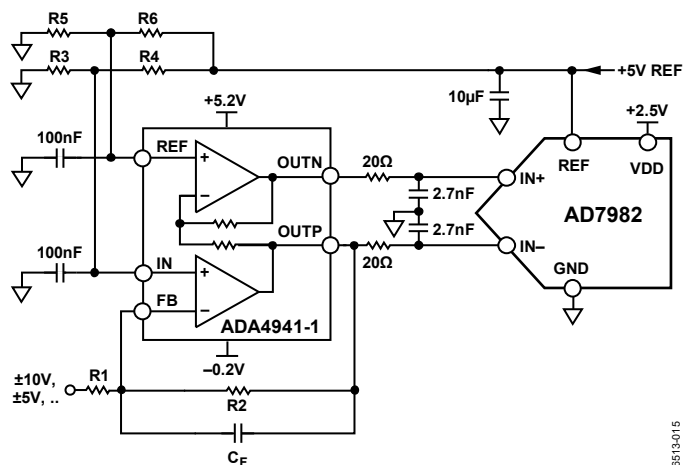 R5
R6
R3
R4
+5V REF
10µF
+5.2V
+2.5V
100nF
REF
OUTN
20Ω
IN+
REF
VDD
2.7nF
AD7982
2.7nF
OUTP
100nF
IN
20Ω
IN–
FB
GND
ADA4941-1
–0.2V
±10V,
±5V, ..
R1
R2
CF
6513-015